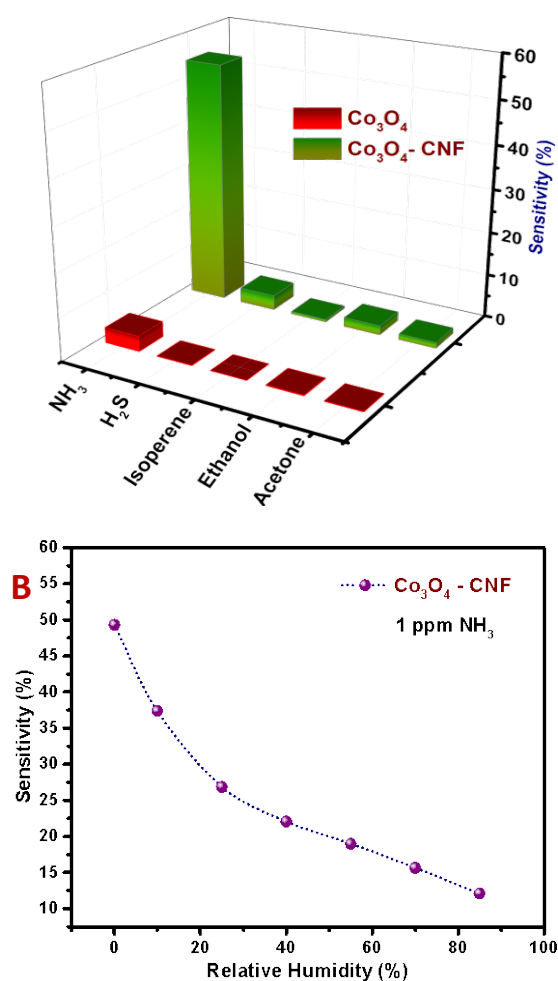 60
50
40
30
20
10
0
Sensitivity (%)
Co₃O₄
Co₃O₄- CNF
NH₃
H₂S
Isoperene
Ethanol
Acetone
B
60
55
50
45
40
35
30
25
20
15
10
Sensitivity (%)
Co₃O₄ - CNF
1 ppm NH₃
0 20 40 60 80 100
Relative Humidity (%)